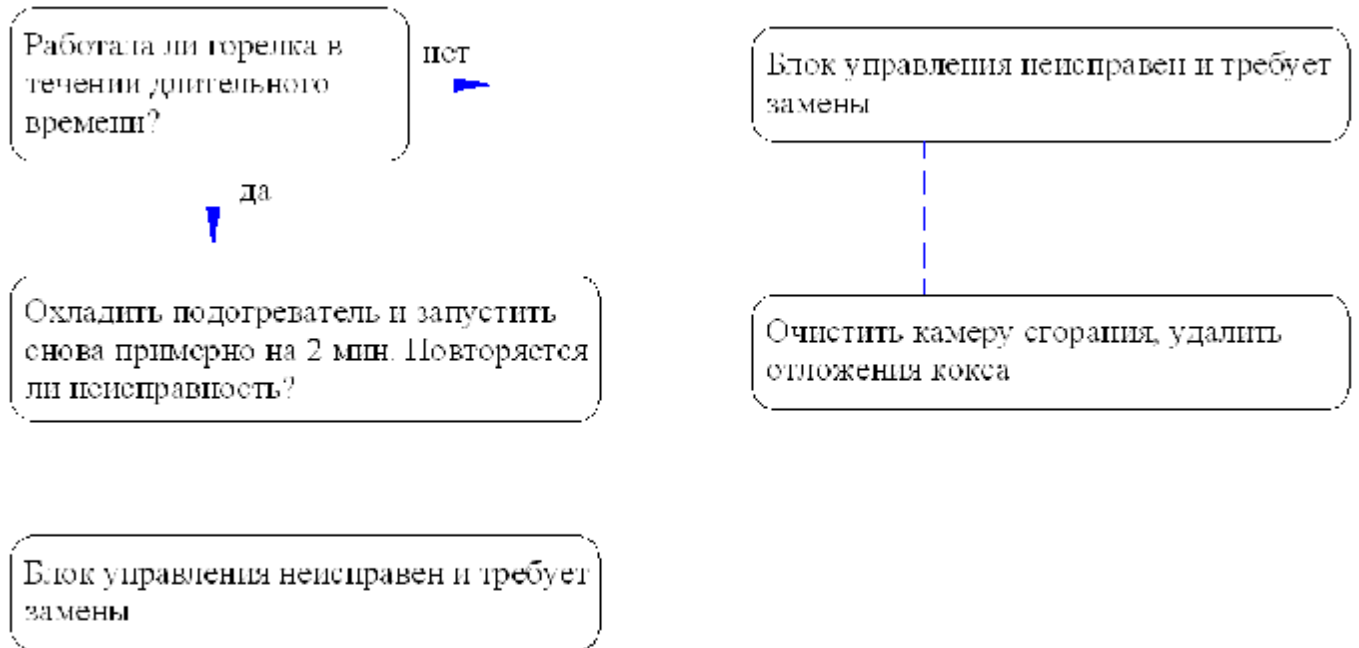 Работала ли горелка в
течении длительного
времени?
нет
да
Блок управления неисправен и требует
замены
Охладить подогреватель и запустить
снова примерно на 2 мин. Повторяется
ли неисправность?
Очистить камеру сгорания, удалить
отложения кокса
Блок управления неисправен и требует
замены